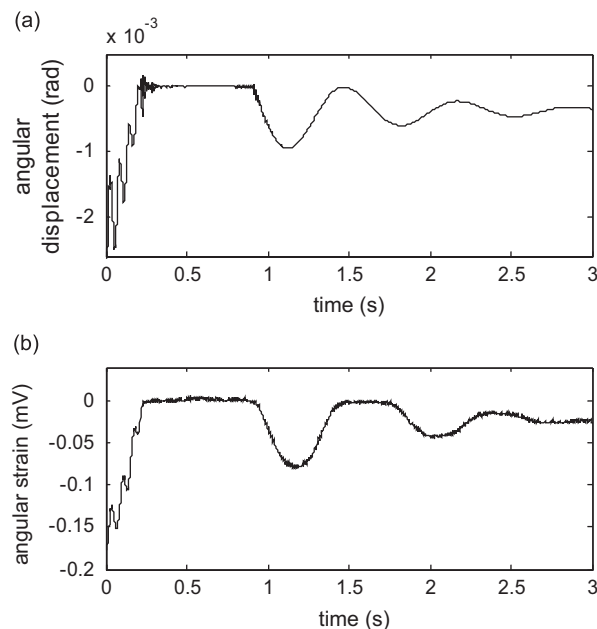 (a)
x 10⁻³
0
-1
-2
angular
displacement (rad)
0 0.5 1 1.5 2 2.5 3
time (s)
(b)
0
-0.05
-0.1
-0.15
-0.2
angular strain (mV)
0 0.5 1 1.5 2 2.5 3
time (s)